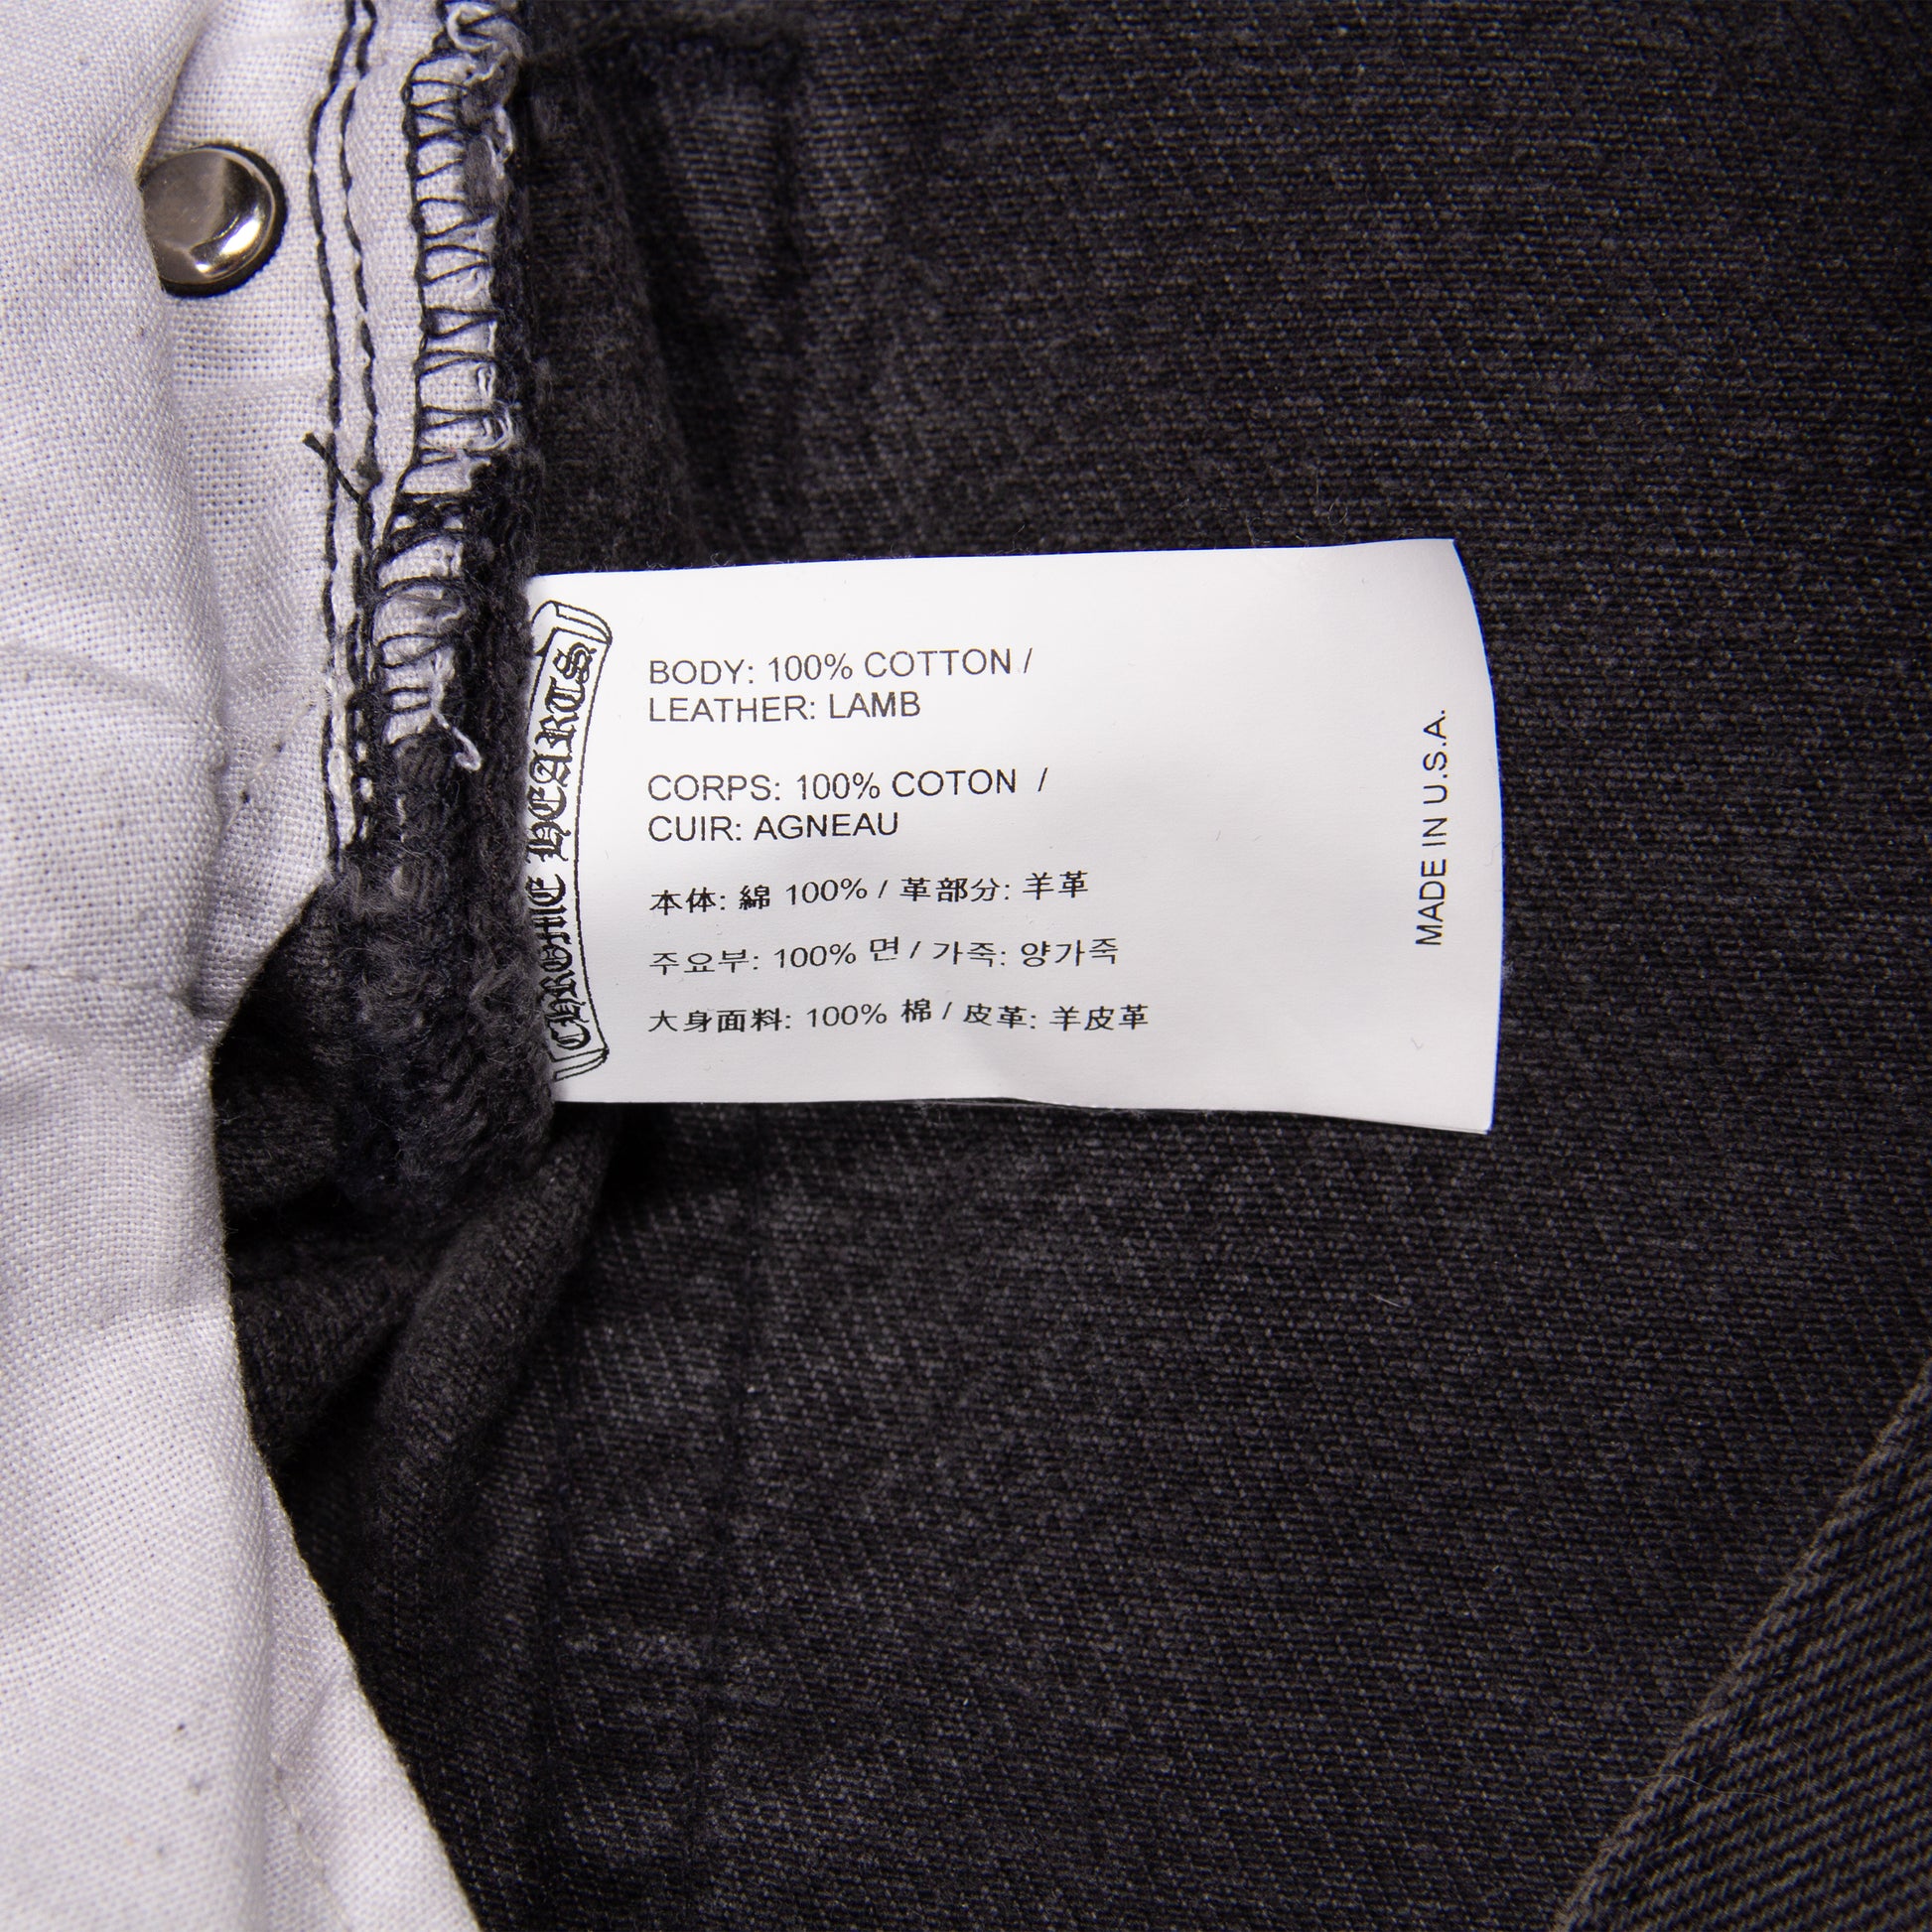 CHROME HEARTS
BODY: 100% COTTON /
LEATHER: LAMB
CORPS: 100% COTON /
CUIR: AGNEAU
本体: 綿 100% / 革部分: 羊革
주요부: 100% 면 / 가죽: 양가죽
大身面料: 100% 棉 / 皮革: 羊皮革
MADE IN U.S.A.